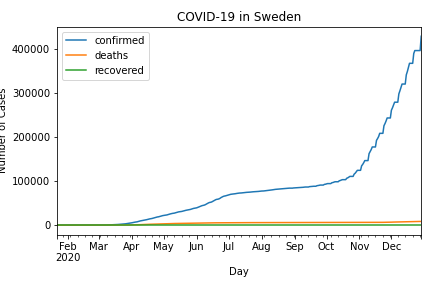 COVID-19 in Sweden
confirmed
deaths
recovered
400000
300000
200000
100000
0
Number of Cases
Feb Mar Apr May Jun Jul Aug Sep Oct Nov Dec
2020
Day